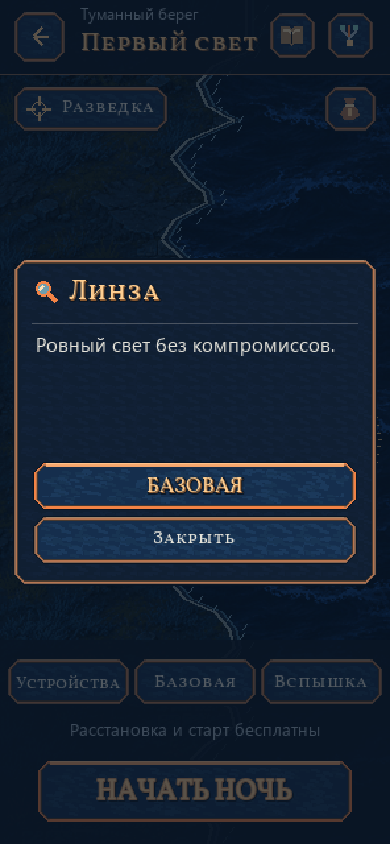 Туманный берег
Первый свет
Разведка
Линза
Ровный свет без компромиссов.
БАЗОВАЯ
Закрыть
Устройства
Базовая
Вспышка
Расстановка и старт бесплатны
НАЧАТЬ НОЧЬ